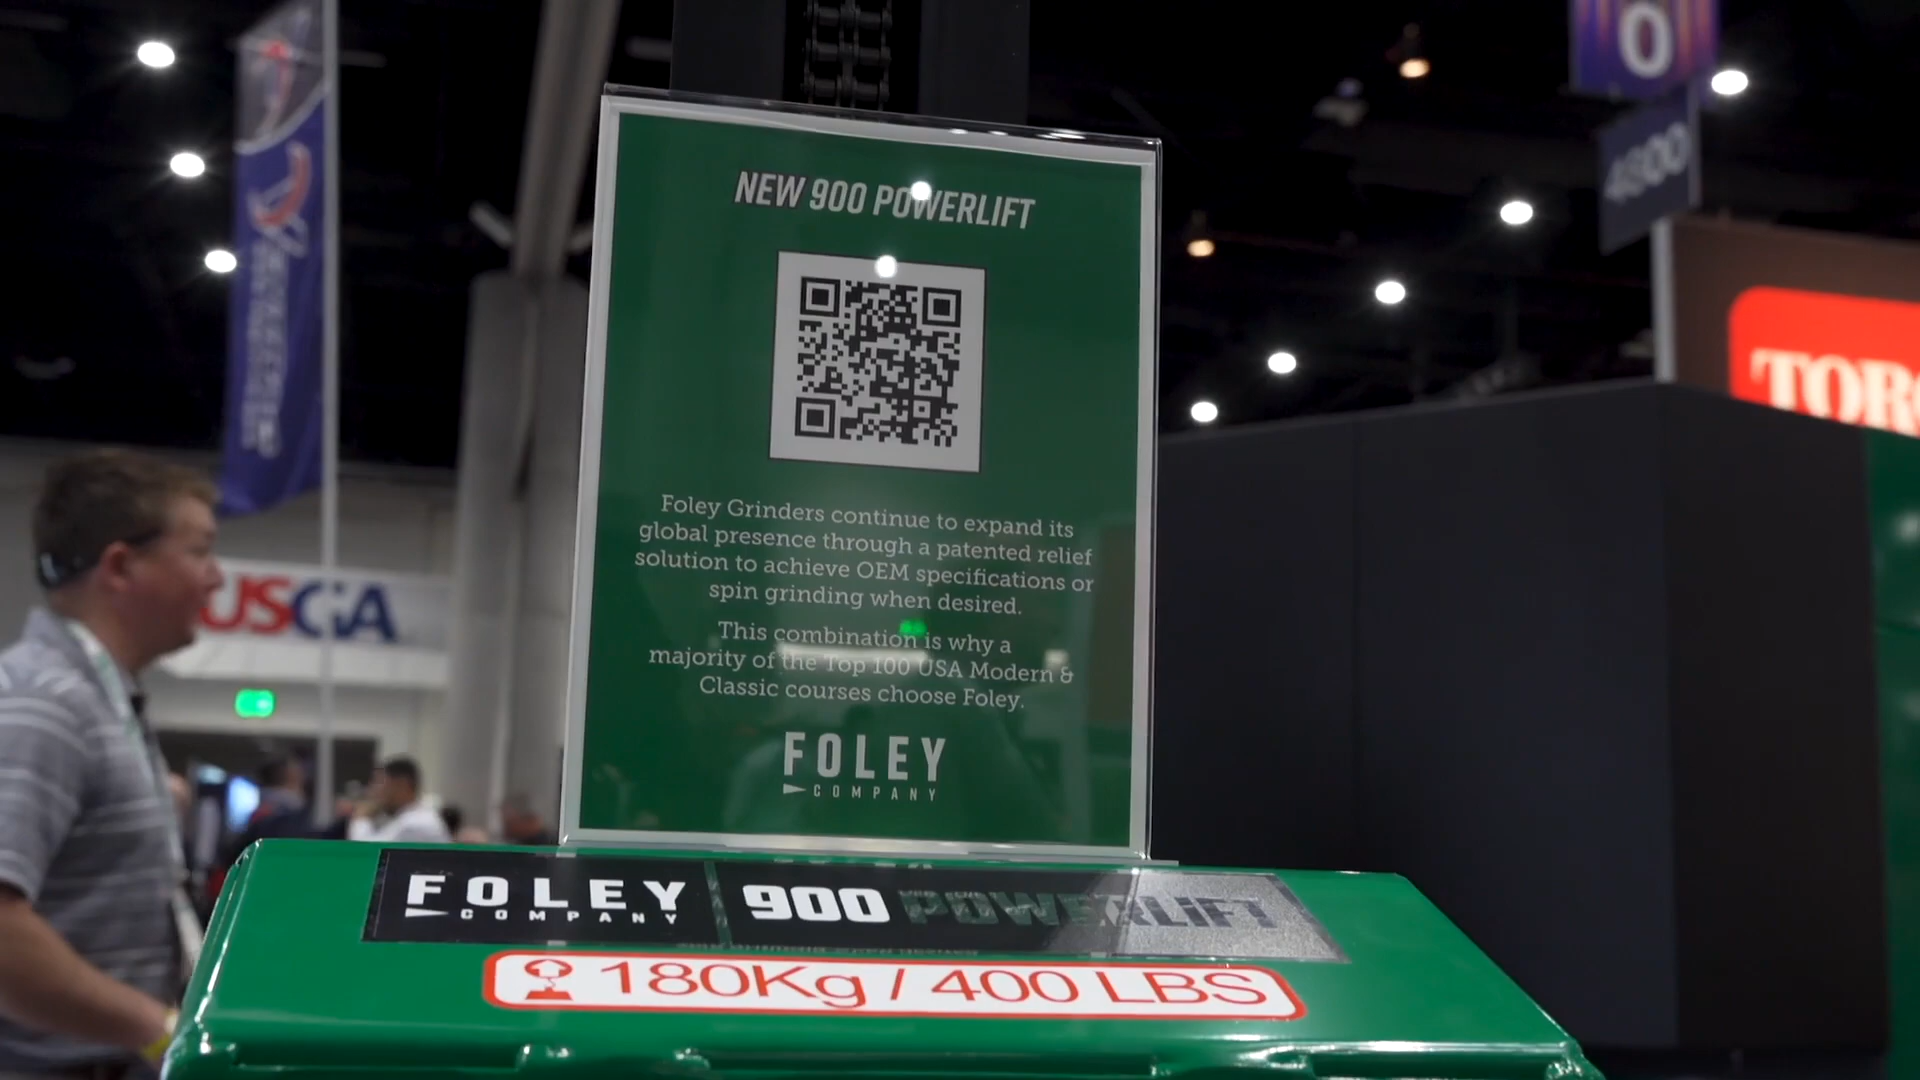 NEW 900 POWERLIFT
Foley Grinders continue to expand its
global presence through a patented relief
solution to achieve OEM specifications or
spin grinding when desired.
This combination is why a
majority of the Top 100 USA Modern &
Classic courses choose Foley.
FOLEY
COMPANY
FOLEY
COMPANY
900 POWERLIFT
180Kg / 400 LBS
USGA
0
4800
TORO